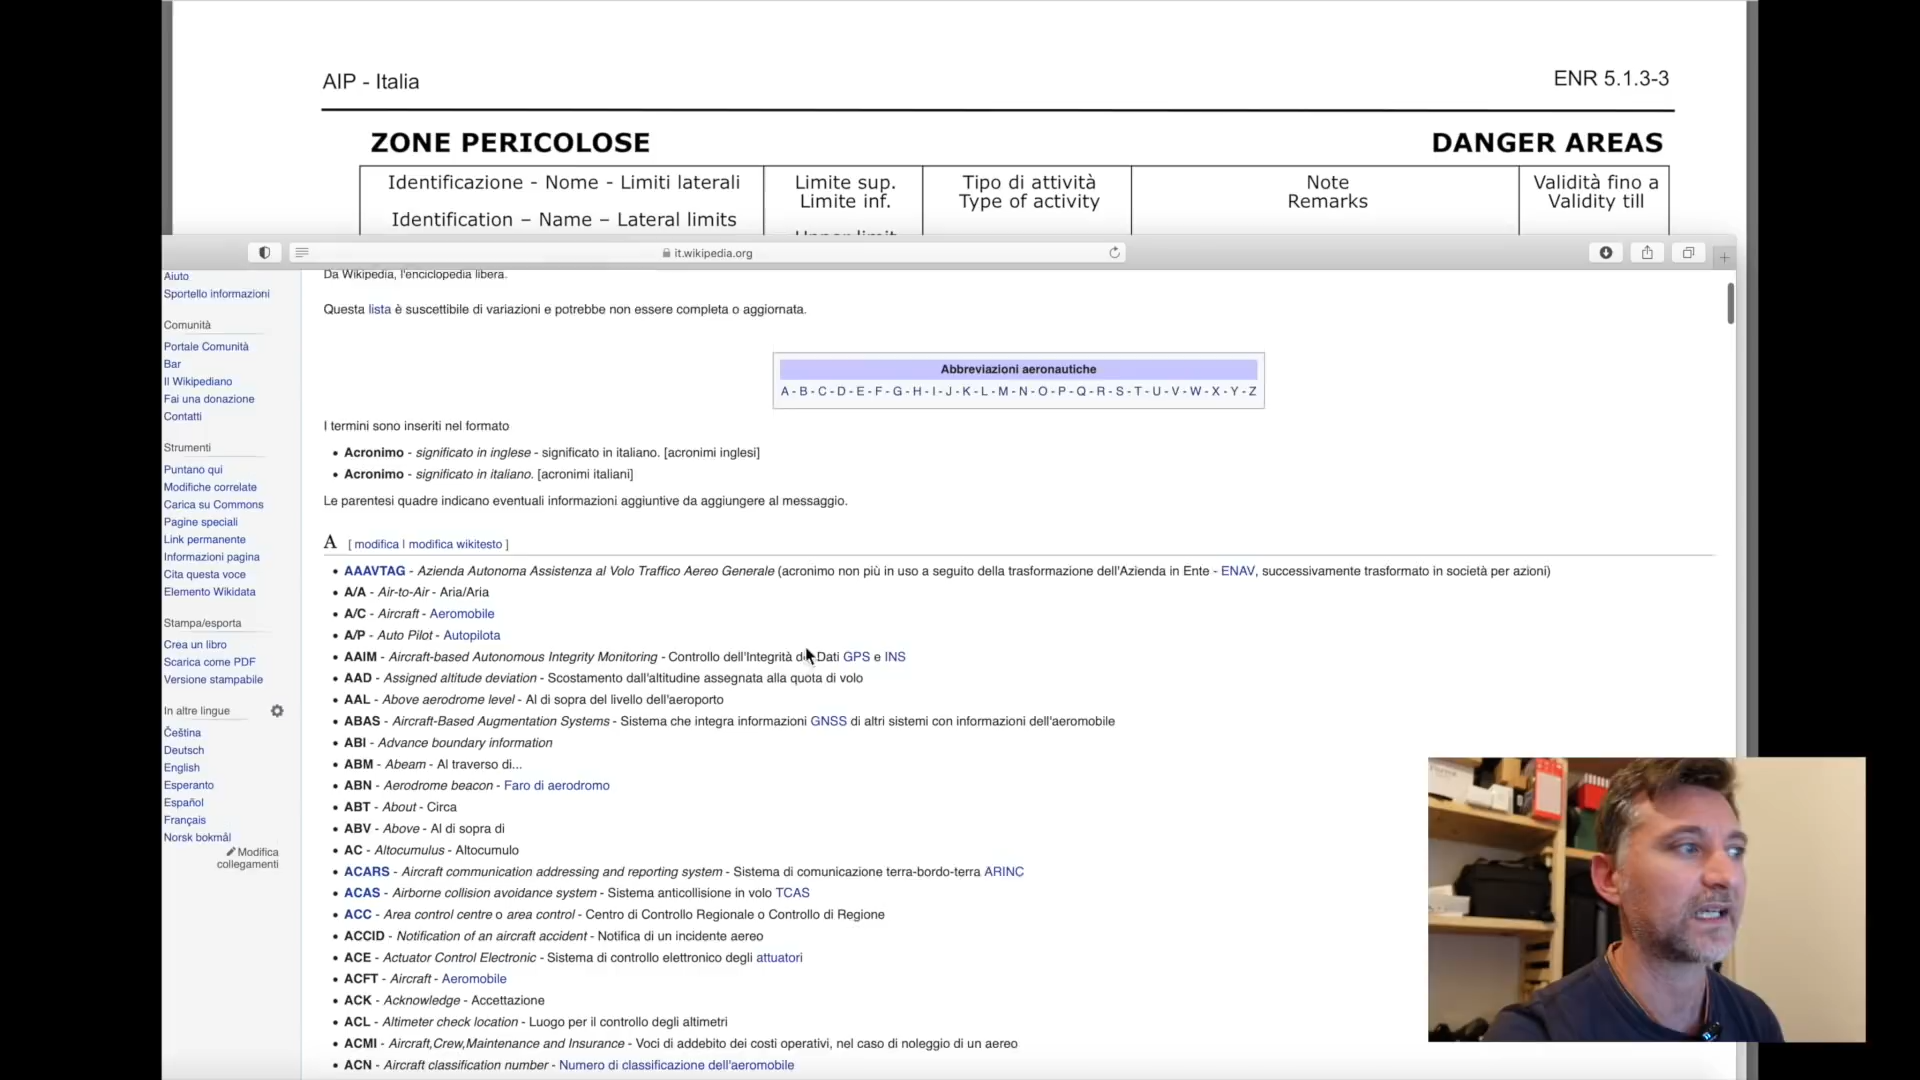 AIP - Italia
ENR 5.1.3-3
ZONE PERICOLOSE
DANGER AREAS
Identificazione - Nome - Limiti laterali
Identification – Name – Lateral limits
Limite sup.
Limite inf.
Upper limit
Tipo di attività
Type of activity
Note
Remarks
Validità fino a
Validity till
it.wikipedia.org
Aiuto
Sportello informazioni
Comunità
Portale Comunità
Bar
Il Wikipediano
Fai una donazione
Contatti
Strumenti
Puntano qui
Modifiche correlate
Carica su Commons
Pagine speciali
Link permanente
Informazioni pagina
Cita questa voce
Elemento Wikidata
Stampa/esporta
Crea un libro
Scarica come PDF
Versione stampabile
In altre lingue
Čeština
Deutsch
English
Esperanto
Español
Français
Norsk bokmål
Modifica
collegamenti
Da Wikipedia, l'enciclopedia libera.
Questa lista è suscettibile di variazioni e potrebbe non essere completa o aggiornata.
Abbreviazioni aeronautiche
A - B - C - D - E - F - G - H - I - J - K - L - M - N - O - P - Q - R - S - T - U - V - W - X - Y - Z
I termini sono inseriti nel formato
• Acronimo - significato in inglese - significato in italiano. [acronimi inglesi]
• Acronimo - significato in italiano. [acronimi italiani]
Le parentesi quadre indicano eventuali informazioni aggiuntive da aggiungere al messaggio.
A [ modifica | modifica wikitesto ]
• AAAVTAG - Azienda Autonoma Assistenza al Volo Traffico Aereo Generale (acronimo non più in uso a seguito della trasformazione dell'Azienda in Ente - ENAV, successivamente trasformato in società per azioni)
• A/A - Air-to-Air - Aria/Aria
• A/C - Aircraft - Aeromobile
• A/P - Auto Pilot - Autopilota
• AAIM - Aircraft-based Autonomous Integrity Monitoring - Controllo dell'Integrità Dati GPS e INS
• AAD - Assigned altitude deviation - Scostamento dall'altitudine assegnata alla quota di volo
• AAL - Above aerodrome level - Al di sopra del livello dell'aeroporto
• ABAS - Aircraft-Based Augmentation Systems - Sistema che integra informazioni GNSS di altri sistemi con informazioni dell'aeromobile
• ABI - Advance boundary information
• ABM - Abeam - Al traverso di...
• ABN - Aerodrome beacon - Faro di aerodromo
• ABT - About - Circa
• ABV - Above - Al di sopra di
• AC - Altocumulus - Altocumulo
• ACARS - Aircraft communication addressing and reporting system - Sistema di comunicazione terra-bordo-terra ARINC
• ACAS - Airborne collision avoidance system - Sistema anticollisione in volo TCAS
• ACC - Area control centre o area control - Centro di Controllo Regionale o Controllo di Regione
• ACCID - Notification of an aircraft accident - Notifica di un incidente aereo
• ACE - Actuator Control Electronic - Sistema di controllo elettronico degli attuatori
• ACFT - Aircraft - Aeromobile
• ACK - Acknowledge - Accettazione
• ACL - Altimeter check location - Luogo per il controllo degli altimetri
• ACMI - Aircraft,Crew,Maintenance and Insurance - Voci di addebito dei costi operativi, nel caso di noleggio di un aereo
• ACN - Aircraft classification number - Numero di classificazione dell'aeromobile